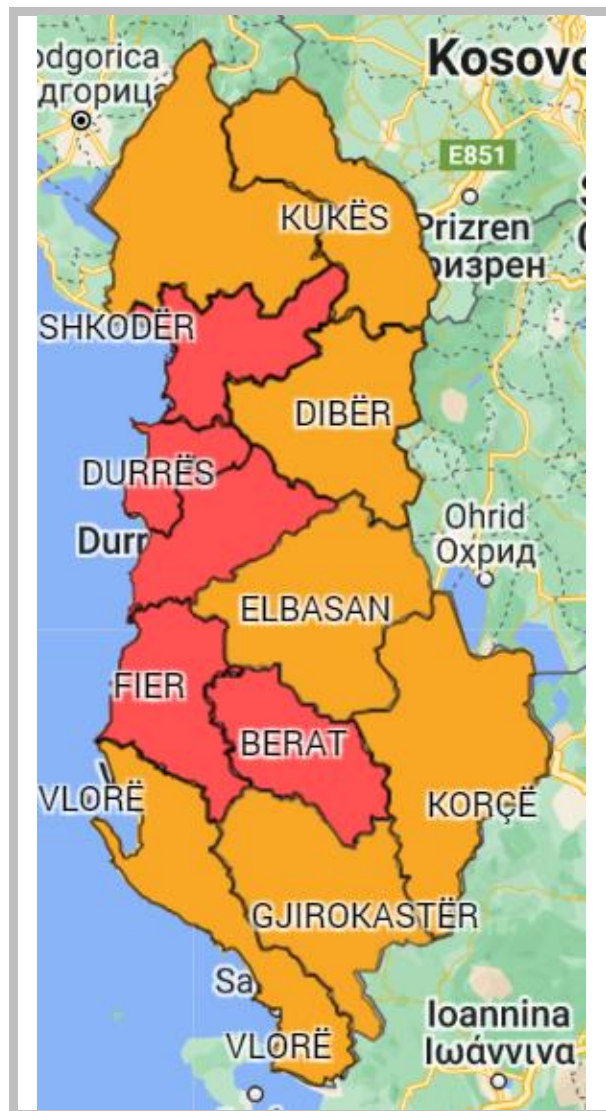 odgorica
дгорица
Kosovo
E851
KUKËS
Prizren
ризрен
SHKODËR
DIBËR
DURRËS
Durr
Ohrid
Охрид
ELBASAN
FIER
BERAT
VLORË
KORÇË
GJIROKASTËR
Sa
Ioannina
Ιωάννινα
VLORË